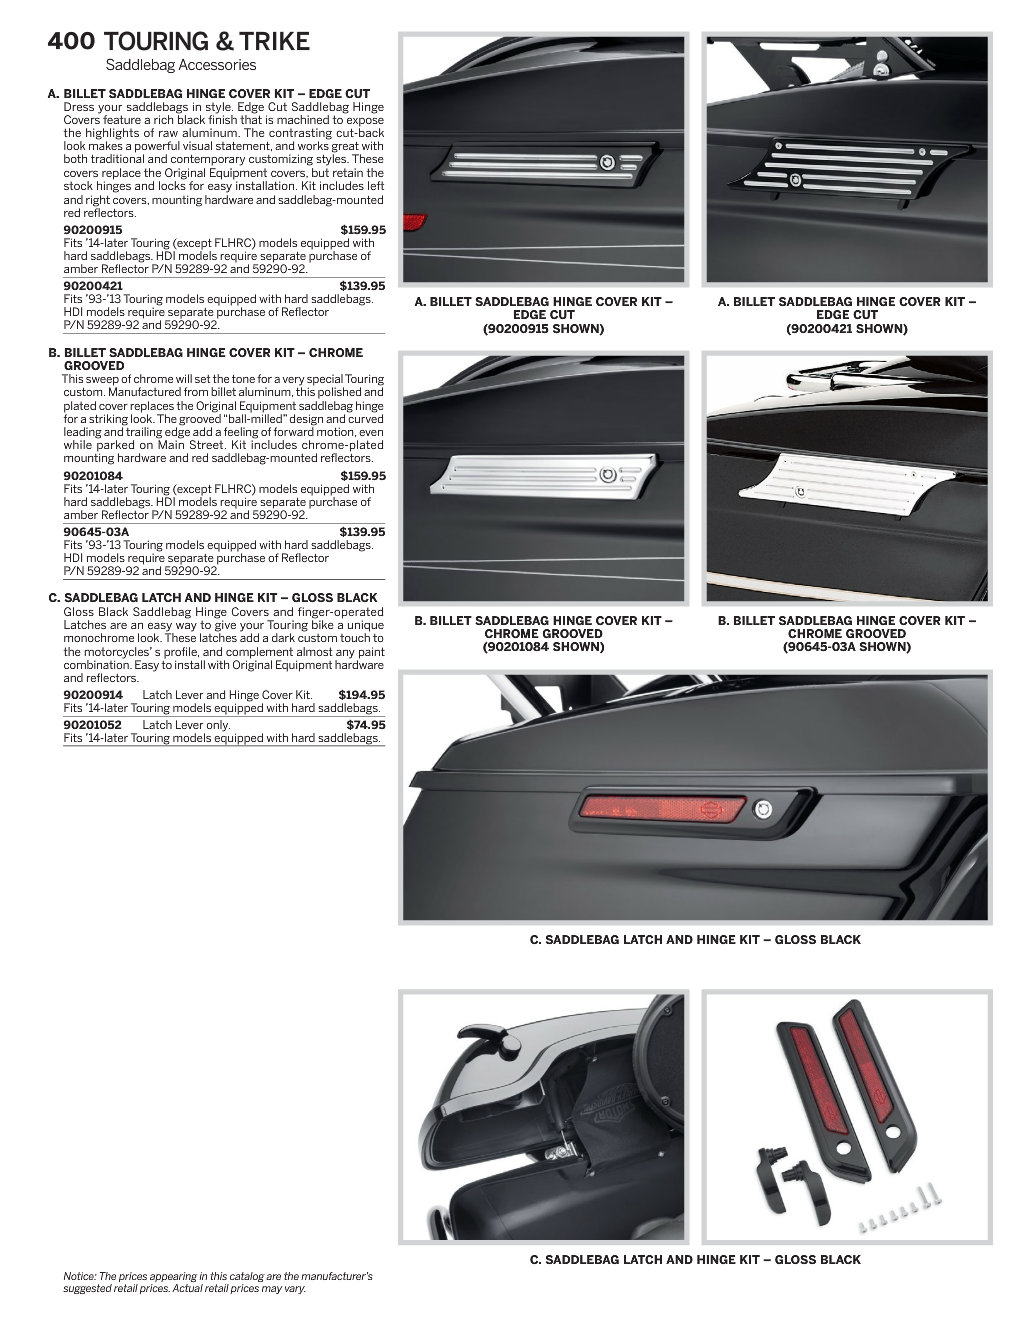 400 TOURING & TRIKE
Saddlebag Accessories
A. BILLET SADDLEBAG HINGE COVER KIT – EDGE CUT
Dress your saddlebags in style. Edge Cut Saddlebag Hinge
Covers feature a rich black finish that is machined to expose
the highlights of raw aluminum. The contrasting cut-back
look makes a powerful visual statement, and works great with
both traditional and contemporary customizing styles. These
covers replace the Original Equipment covers, but retain the
stock hinges and locks for easy installation. Kit includes left
and right covers, mounting hardware and saddlebag-mounted
red reflectors.
90200915 $159.95
Fits ’14-later Touring (except FLHRC) models equipped with
hard saddlebags. HDI models require separate purchase of
amber Reflector P/N 59289-92 and 59290-92.
90200421 $139.95
Fits ’93-’13 Touring models equipped with hard saddlebags.
HDI models require separate purchase of Reflector
P/N 59289-92 and 59290-92.
B. BILLET SADDLEBAG HINGE COVER KIT – CHROME
GROOVED
This sweep of chrome will set the tone for a very special Touring
custom. Manufactured from billet aluminum, this polished and
plated cover replaces the Original Equipment saddlebag hinge
for a striking look. The grooved “ball-milled” design and curved
leading and trailing edge add a feeling of forward motion, even
while parked on Main Street. Kit includes chrome-plated
mounting hardware and red saddlebag-mounted reflectors.
90201084 $159.95
Fits ’14-later Touring (except FLHRC) models equipped with
hard saddlebags. HDI models require separate purchase of
amber Reflector P/N 59289-92 and 59290-92.
90645-03A $139.95
Fits ’93-’13 Touring models equipped with hard saddlebags.
HDI models require separate purchase of Reflector
P/N 59289-92 and 59290-92.
C. SADDLEBAG LATCH AND HINGE KIT – GLOSS BLACK
Gloss Black Saddlebag Hinge Covers and finger-operated
Latches are an easy way to give your Touring bike a unique
monochrome look. These latches add a dark custom touch to
the motorcycles’ s profile, and complement almost any paint
combination. Easy to install with Original Equipment hardware
and reflectors.
90200914 Latch Lever and Hinge Cover Kit. $194.95
Fits ’14-later Touring models equipped with hard saddlebags.
90201052 Latch Lever only. $74.95
Fits ’14-later Touring models equipped with hard saddlebags.
A. BILLET SADDLEBAG HINGE COVER KIT –
EDGE CUT
(90200915 SHOWN)
A. BILLET SADDLEBAG HINGE COVER KIT –
EDGE CUT
(90200421 SHOWN)
B. BILLET SADDLEBAG HINGE COVER KIT –
CHROME GROOVED
(90201084 SHOWN)
B. BILLET SADDLEBAG HINGE COVER KIT –
CHROME GROOVED
(90645-03A SHOWN)
C. SADDLEBAG LATCH AND HINGE KIT – GLOSS BLACK
C. SADDLEBAG LATCH AND HINGE KIT – GLOSS BLACK
Notice: The prices appearing in this catalog are the manufacturer’s
suggested retail prices. Actual retail prices may vary.